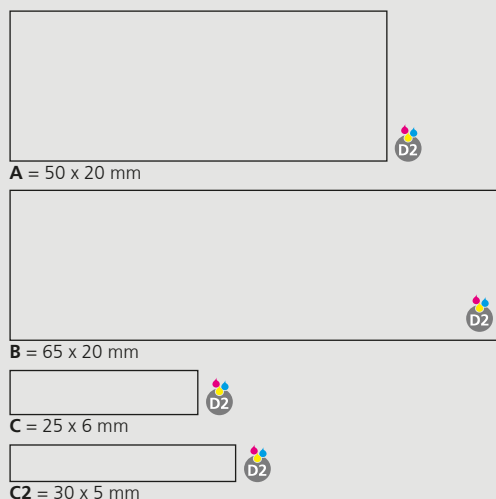 D2
A = 50 x 20 mm
D2
B = 65 x 20 mm
D2
C = 25 x 6 mm
D2
C2 = 30 x 5 mm